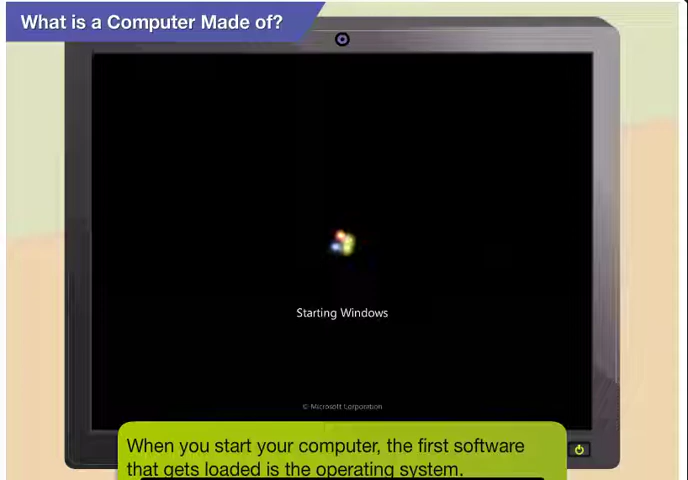 What is a Computer Made of?
Starting Windows
© Microsoft Corporation
When you start your computer, the first software
that gets loaded is the operating system.